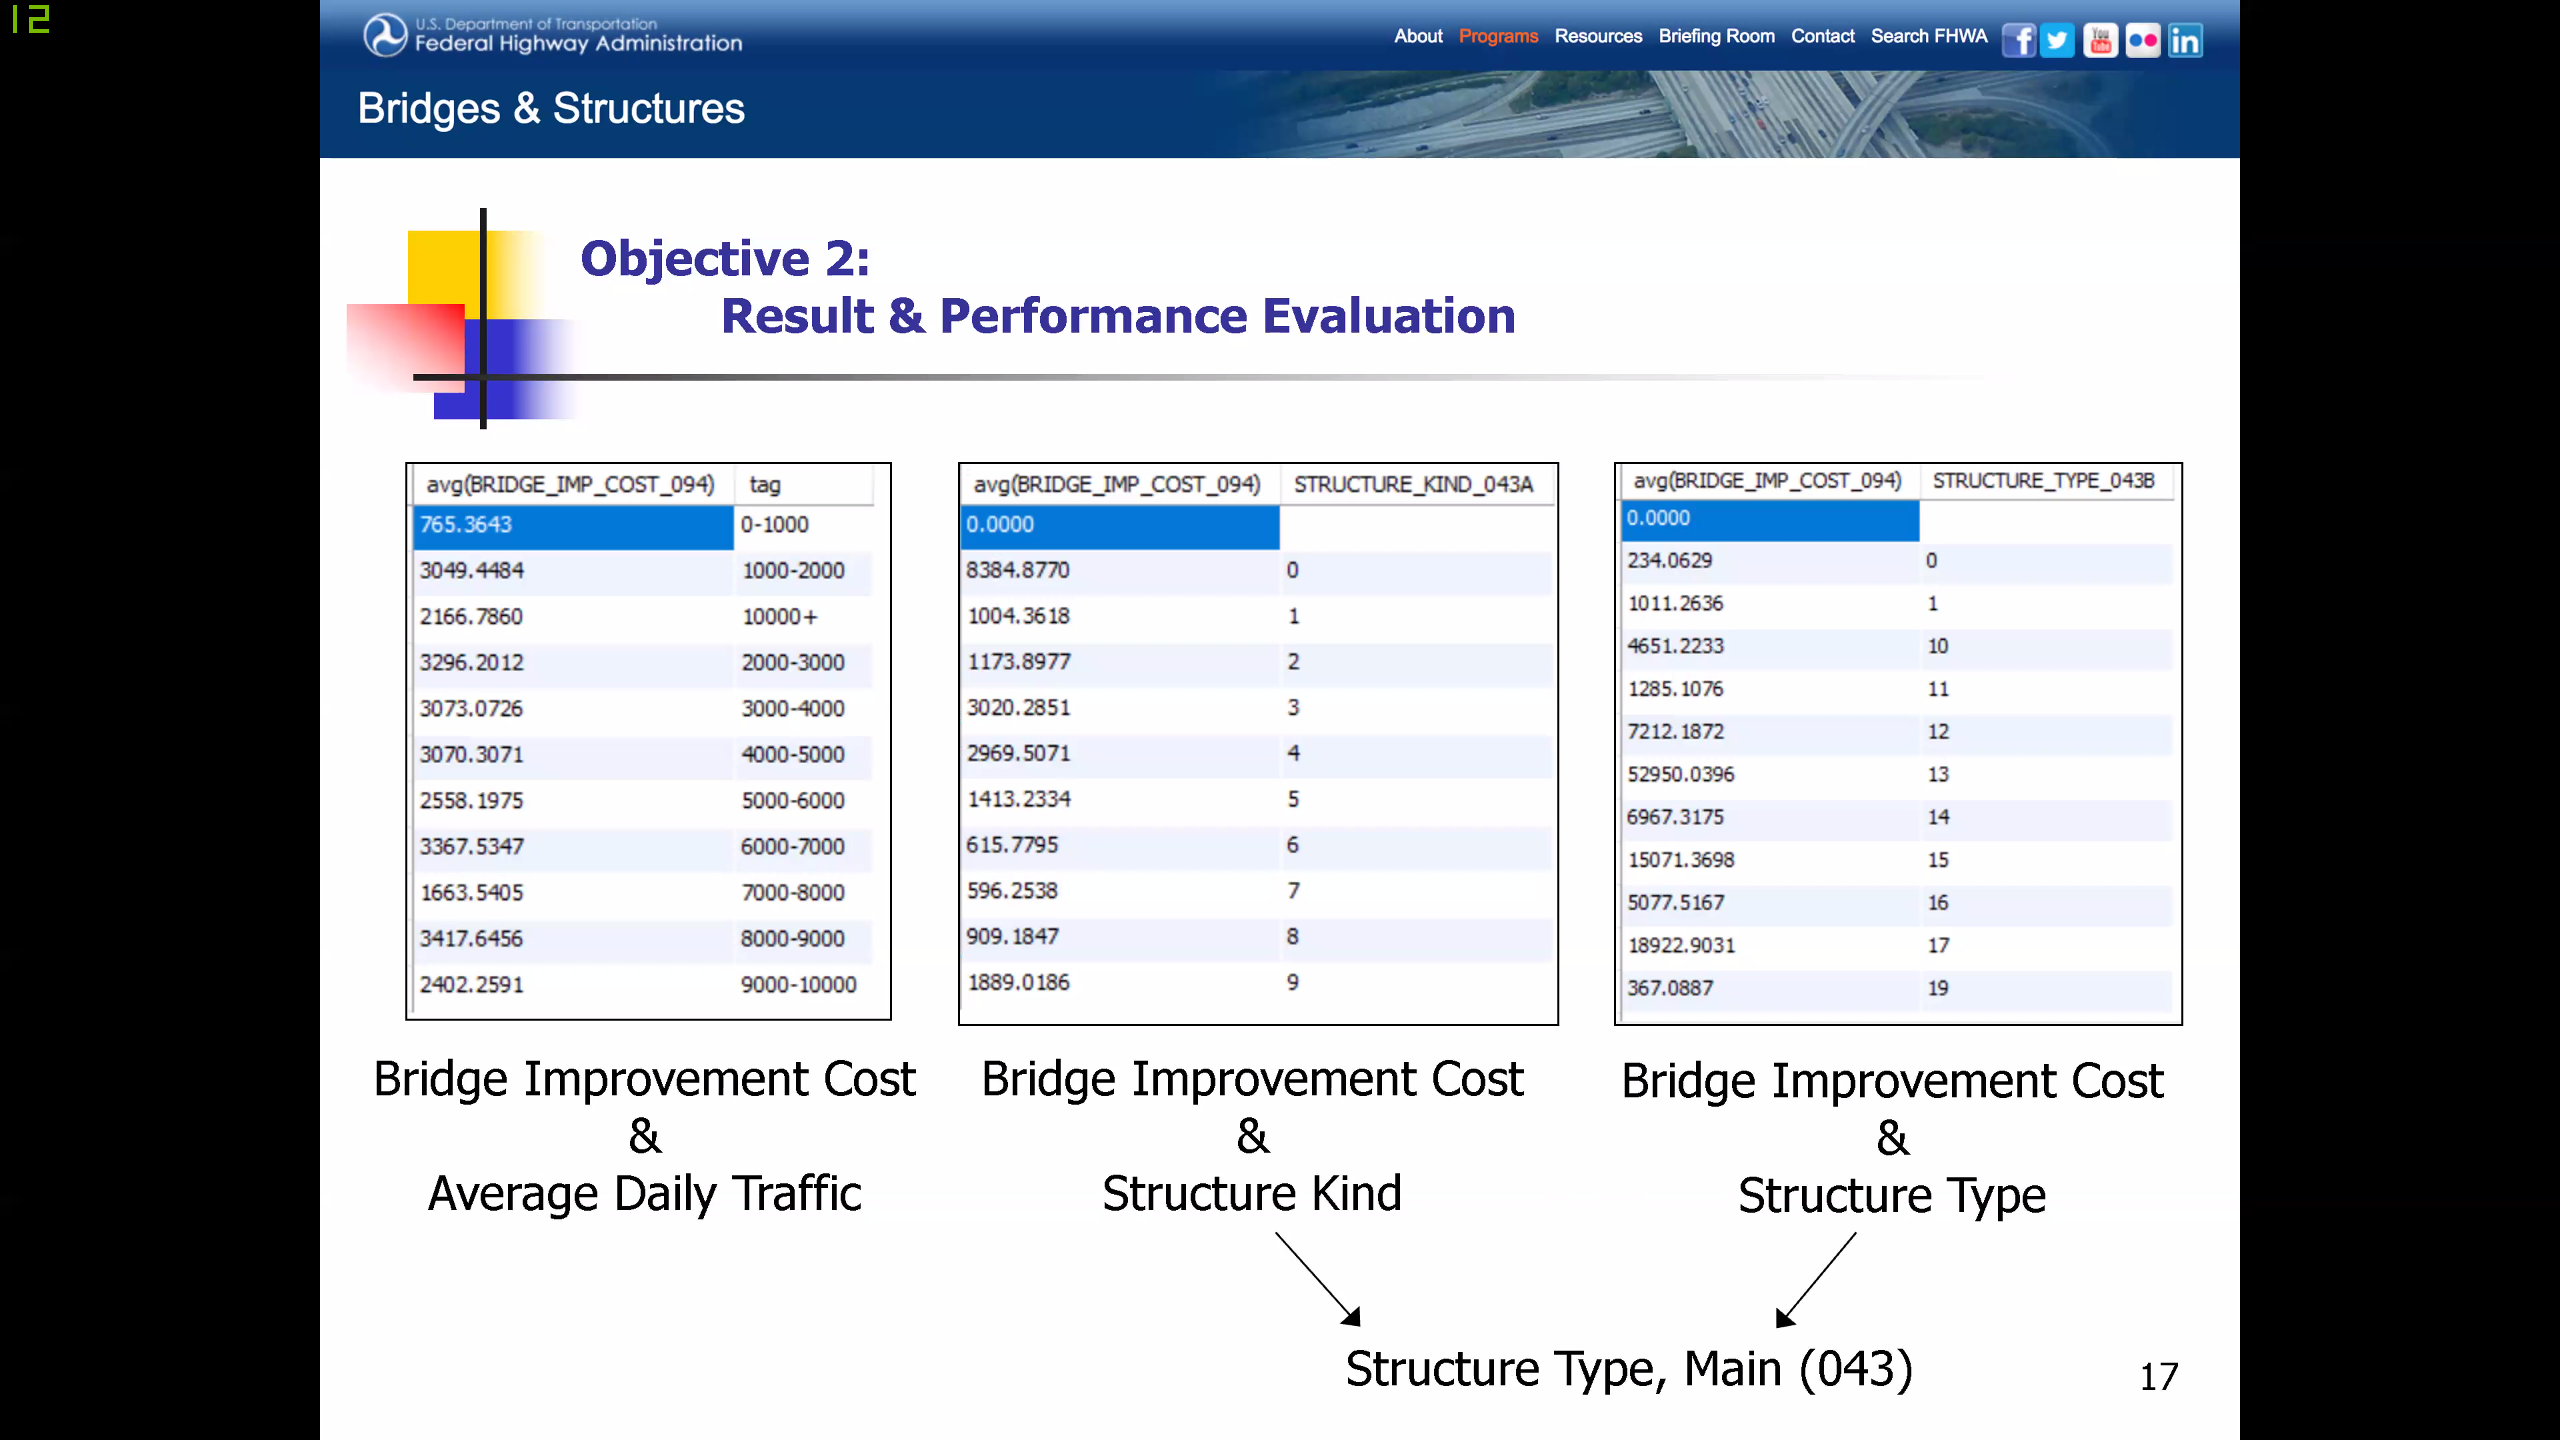 12
U.S. Department of Transportation
Federal Highway Administration
About Programs Resources Briefing Room Contact Search FHWA
f You Tube in
Bridges & Structures
Objective 2:
Result & Performance Evaluation
avg(BRIDGE_IMP_COST_094) tag
765.3643 0-1000
3049.4484 1000-2000
2166.7860 10000+
3296.2012 2000-3000
3073.0726 3000-4000
3070.3071 4000-5000
2558.1975 5000-6000
3367.5347 6000-7000
1663.5405 7000-8000
3417.6456 8000-9000
2402.2591 9000-10000
Bridge Improvement Cost
&
Average Daily Traffic
avg(BRIDGE_IMP_COST_094) STRUCTURE_KIND_043A
0.0000
8384.8770 0
1004.3618 1
1173.8977 2
3020.2851 3
2969.5071 4
1413.2334 5
615.7795 6
596.2538 7
909.1847 8
1889.0186 9
Bridge Improvement Cost
&
Structure Kind
avg(BRIDGE_IMP_COST_094) STRUCTURE_TYPE_043B
0.0000
234.0629 0
1011.2636 1
4651.2233 10
1285.1076 11
7212.1872 12
52950.0396 13
6967.3175 14
15071.3698 15
5077.5167 16
18922.9031 17
367.0887 19
Bridge Improvement Cost
&
Structure Type
Structure Type, Main (043)
17